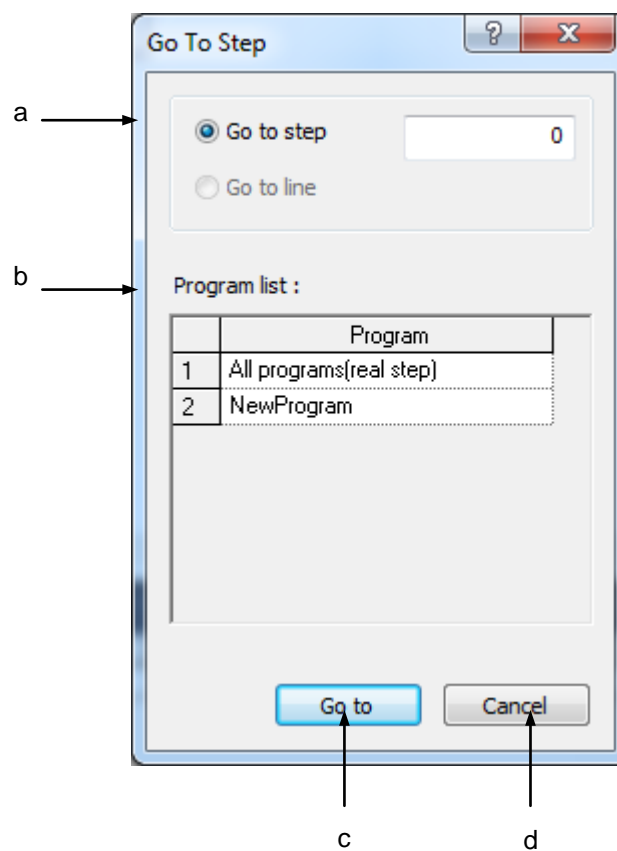 Go To Step
a
Go to step 0
Go to line
b
Program list :
Program
1 All programs(real step)
2 NewProgram
Go to Cancel
c d